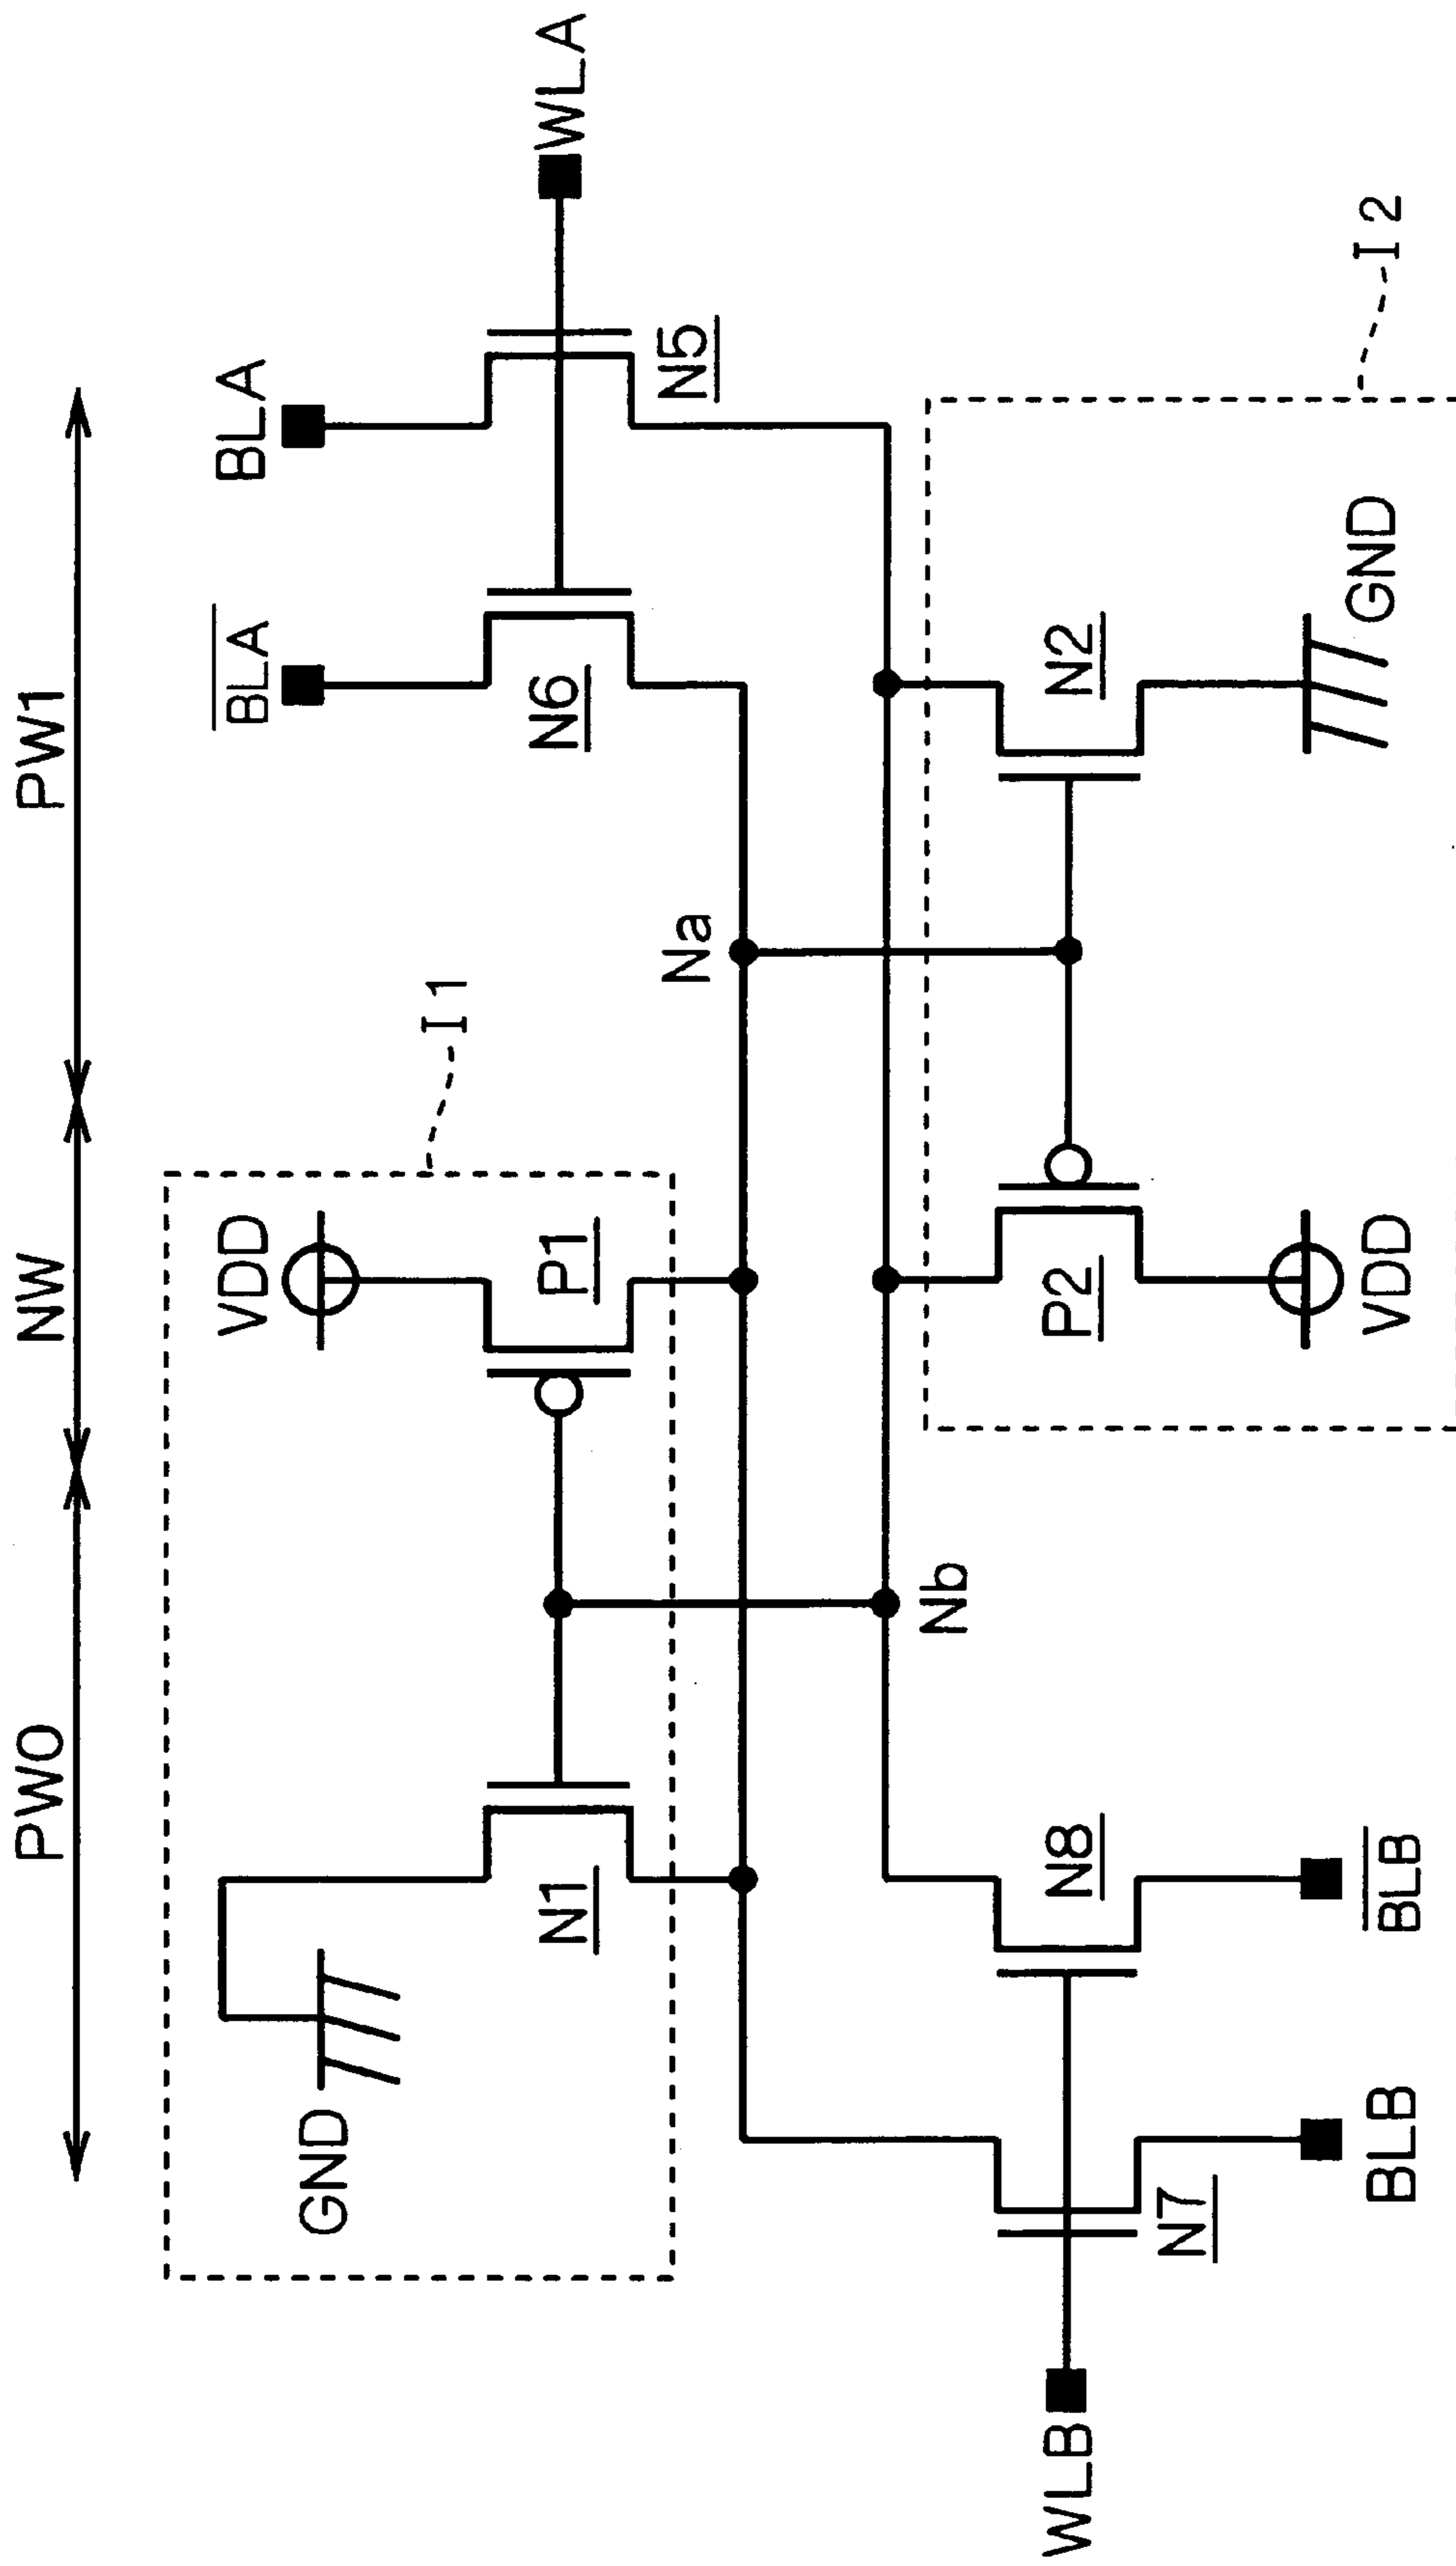 PW0
NW
PW1
GND
VDD
BLA
BLA
N1
P1
I1
N6
N5
WLA
Na
Nb
WLB
N7
N8
P2
N2
I2
BLB
BLB
VDD
GND